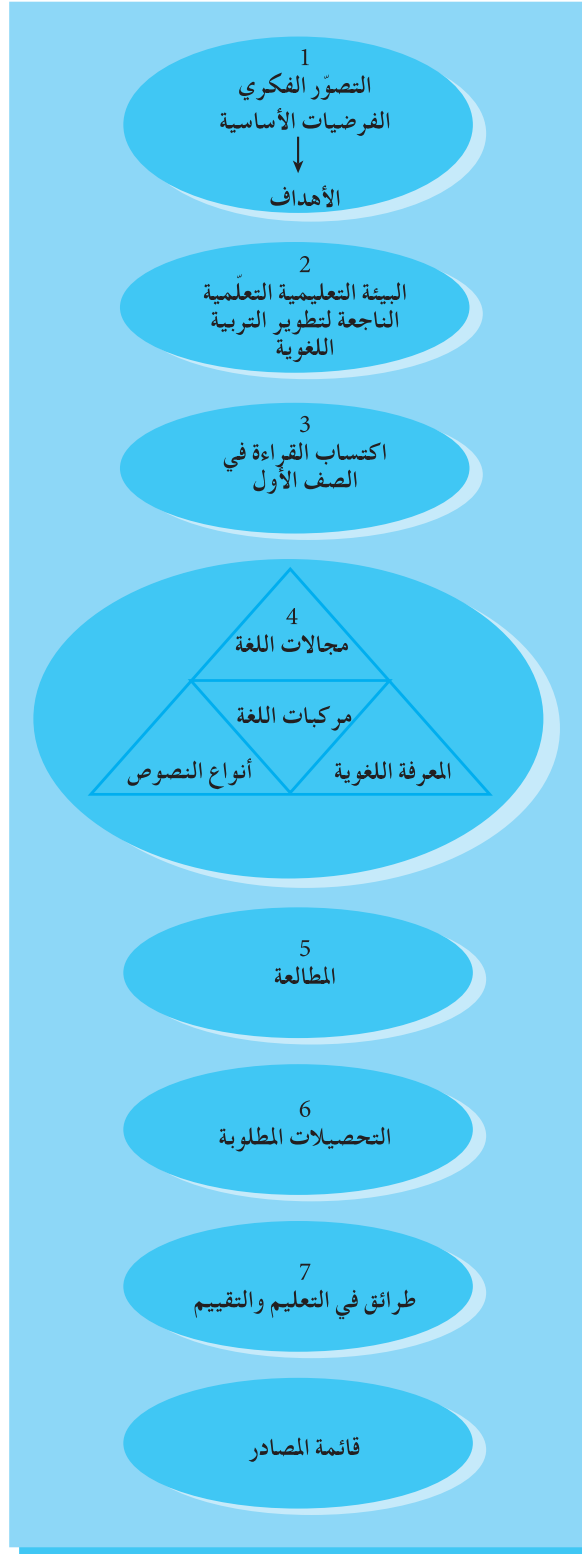 1
التصوّر الفكري
الفرضيات الأساسية
الأهداف
2
البيئة التعليمية التعلّمية
الناجعة لتطوير التربية
اللغوية
3
اكتساب القراءة في
الصف الأول
4
مجالات اللغة
مركبات اللغة
المعرفة اللغوية
أنواع النصوص
5
المطالعة
6
التحصيلات المطلوبة
7
طرائق في التعليم والتقييم
قائمة المصادر